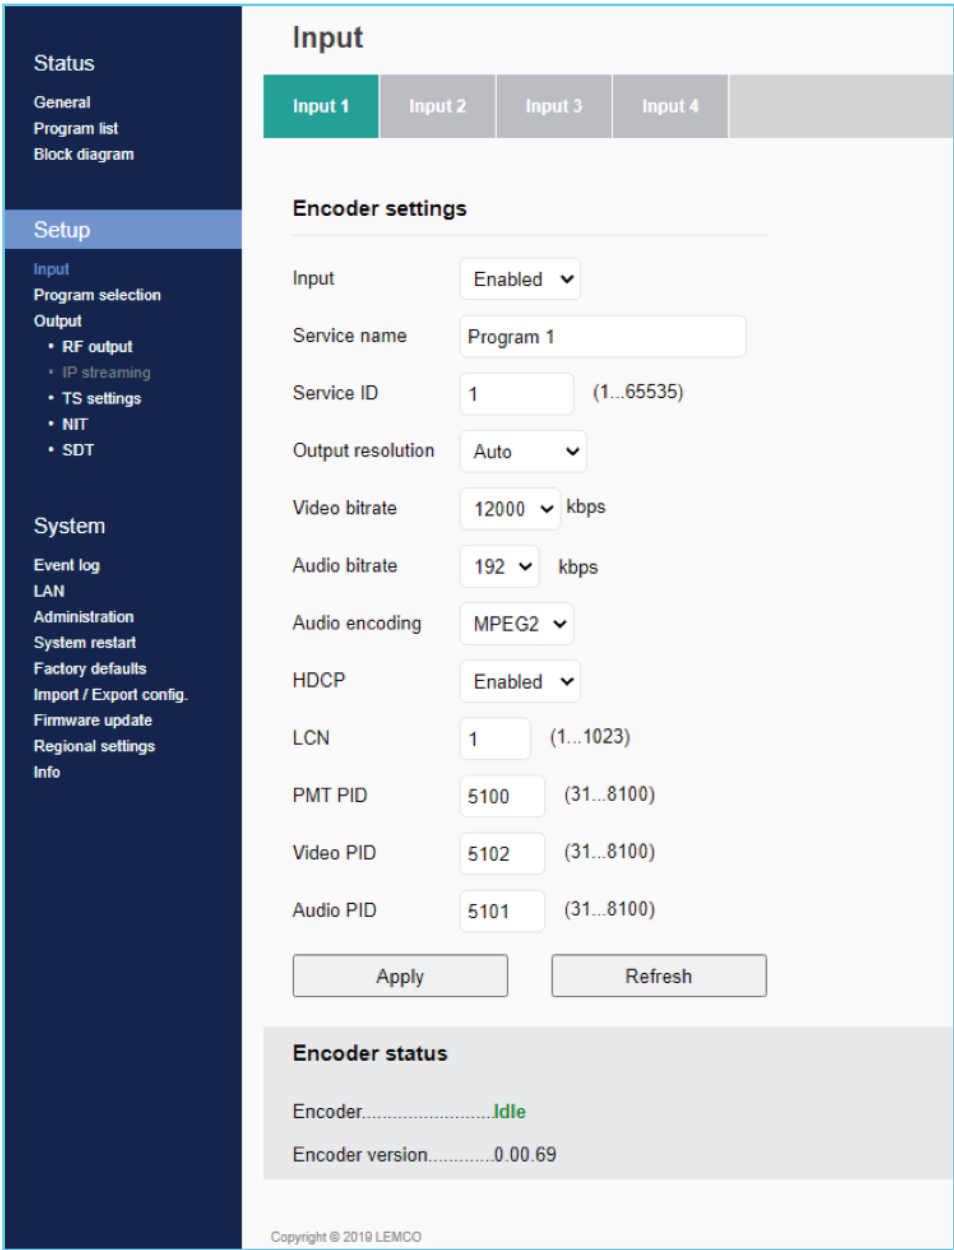 Status
General
Program list
Block diagram
Setup
Input
Program selection
Output
• RF output
• IP streaming
• TS settings
• NIT
• SDT
System
Event log
LAN
Administration
System restart
Factory defaults
Import / Export config.
Firmware update
Regional settings
Info
Input
Input 1 Input 2 Input 3 Input 4
Encoder settings
Input Enabled
Service name Program 1
Service ID 1 (1...65535)
Output resolution Auto
Video bitrate 12000 kbps
Audio bitrate 192 kbps
Audio encoding MPEG2
HDCP Enabled
LCN 1 (1...1023)
PMT PID 5100 (31...8100)
Video PID 5102 (31...8100)
Audio PID 5101 (31...8100)
Apply Refresh
Encoder status
Encoder..........................Idle
Encoder version.............0.00.69
Copyright © 2019 LEMCO